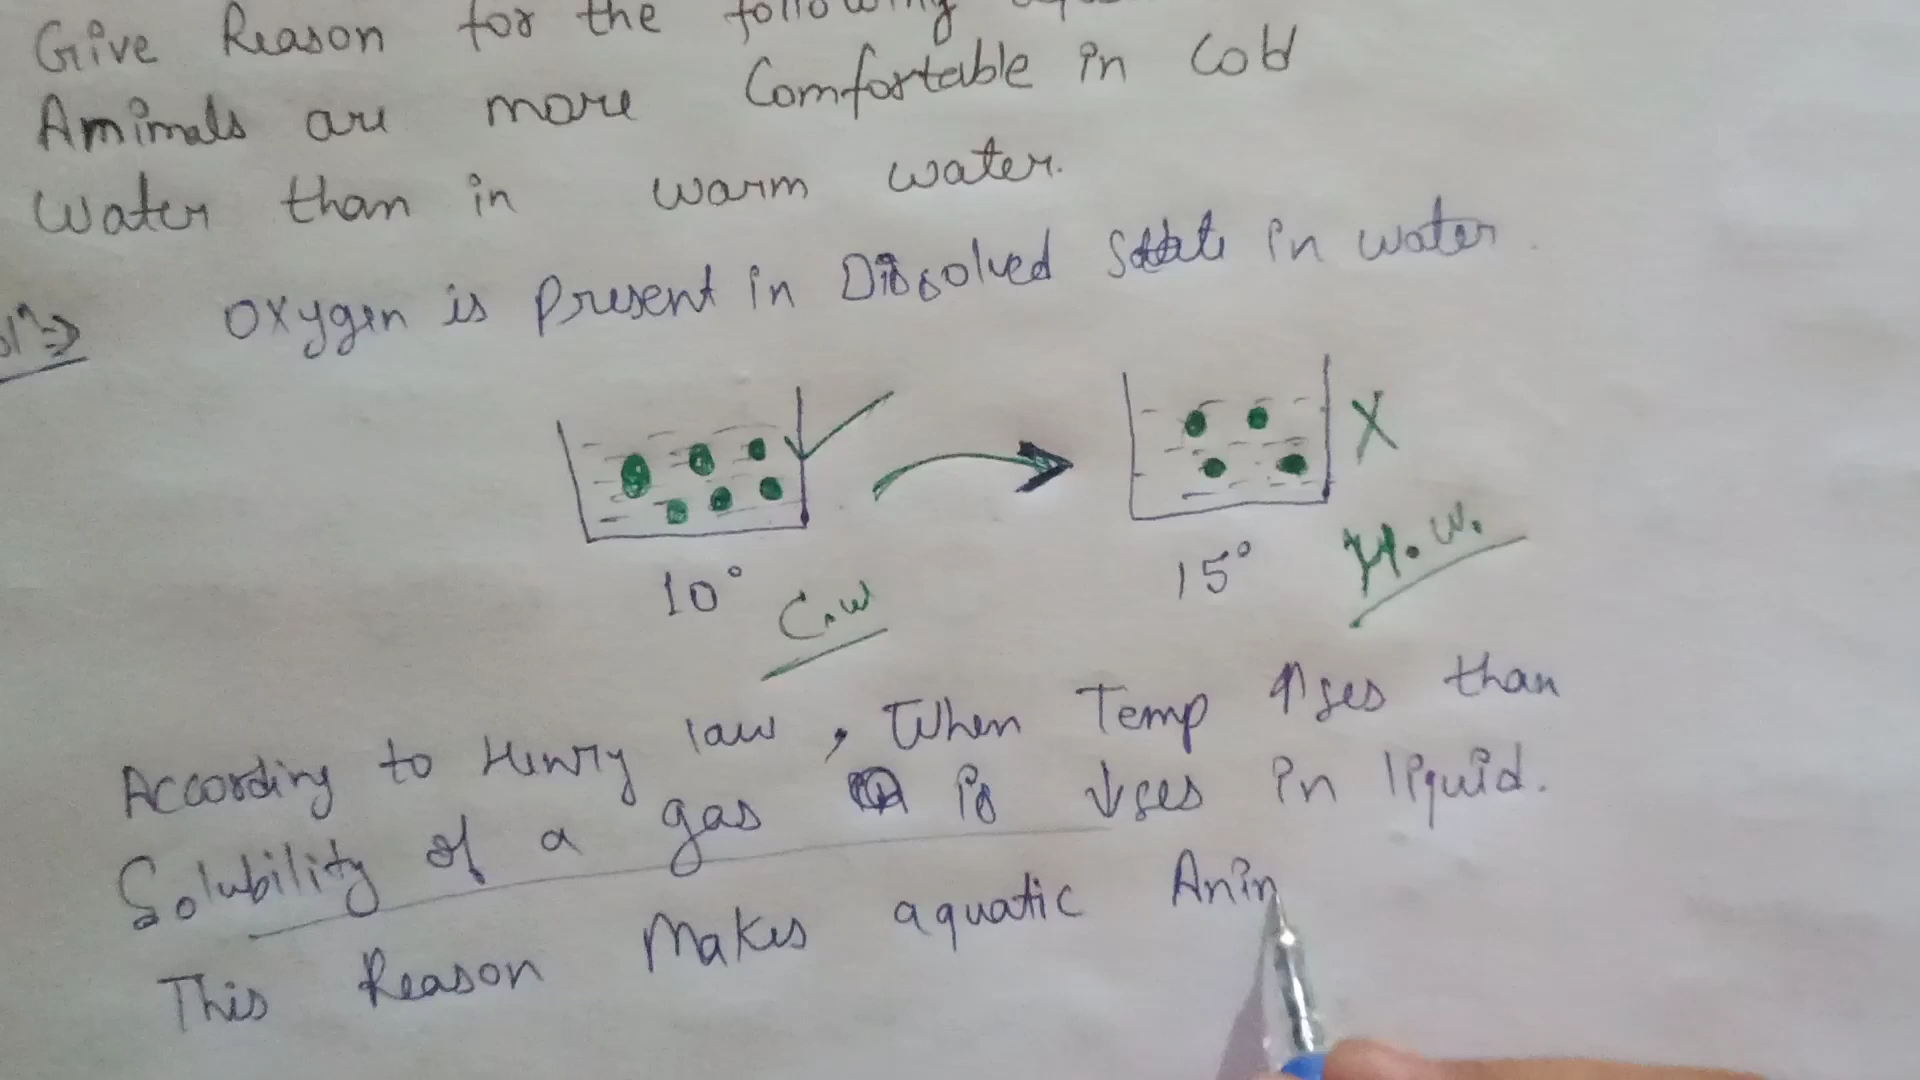 Give Reason for the following
Animals are more Comfortable in Cold
Water than in warm water.
Oxygen is Present in Dissolved State in water.
10° C.W
15° H.W.
According to Henry law, When Temp ↑ses than
Solubility of a gas is ↓ses in liquid.
This Reason Makes aquatic Anim